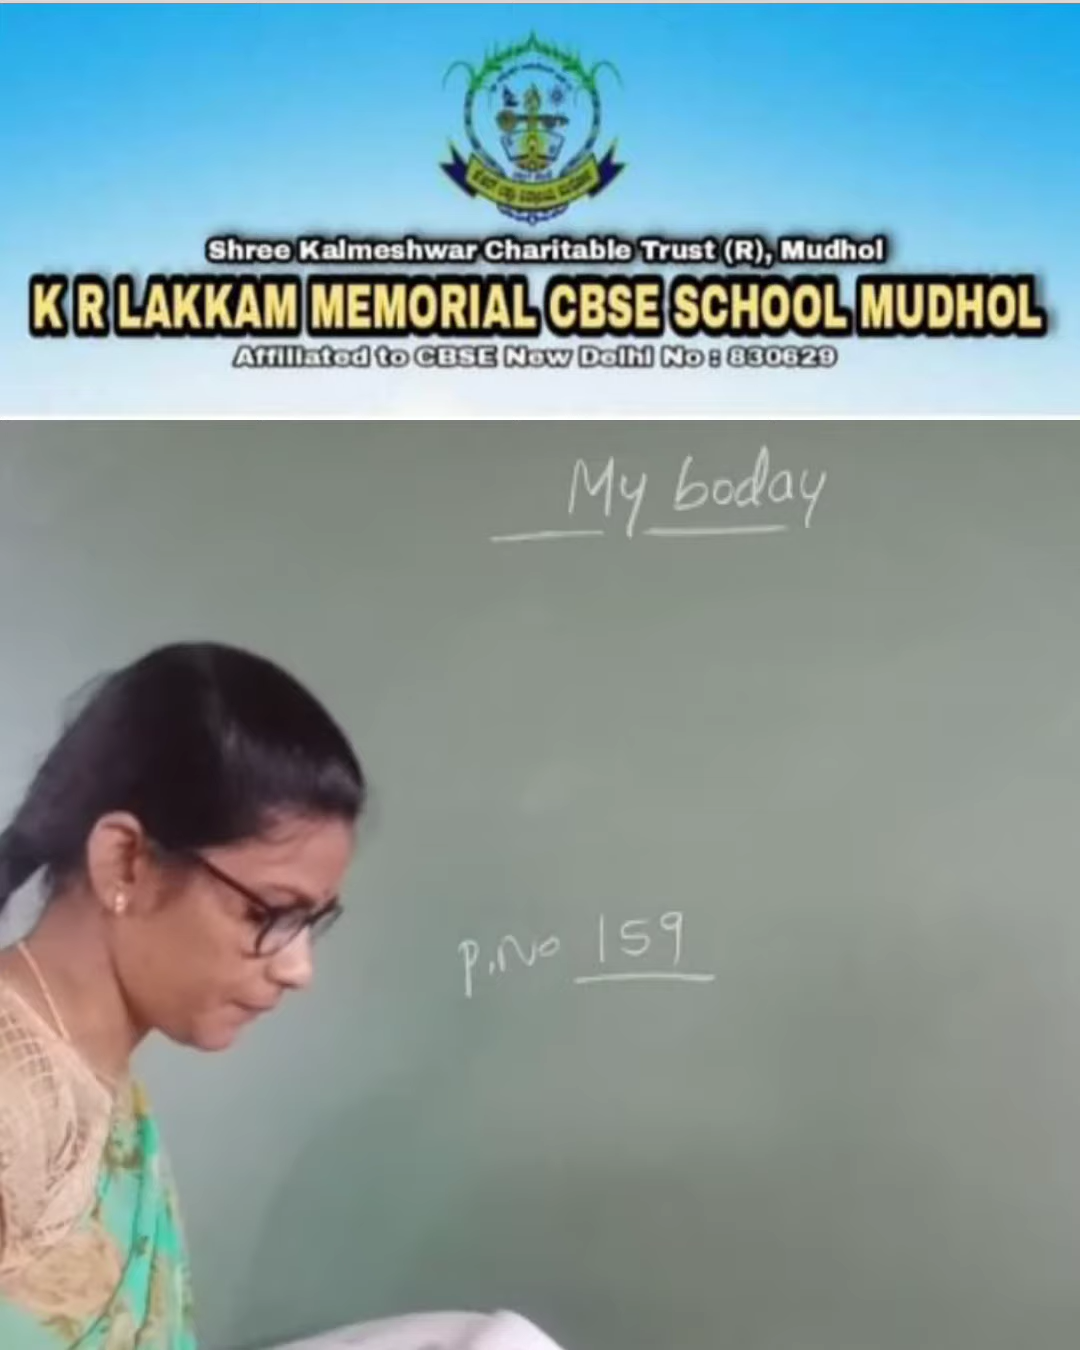 Shree Kalmeshwar Charitable Trust (R), Mudhol
K R LAKKAM MEMORIAL CBSE SCHOOL MUDHOL
Affiliated to CBSE New Delhi No : 830629
My boday
P.No 159